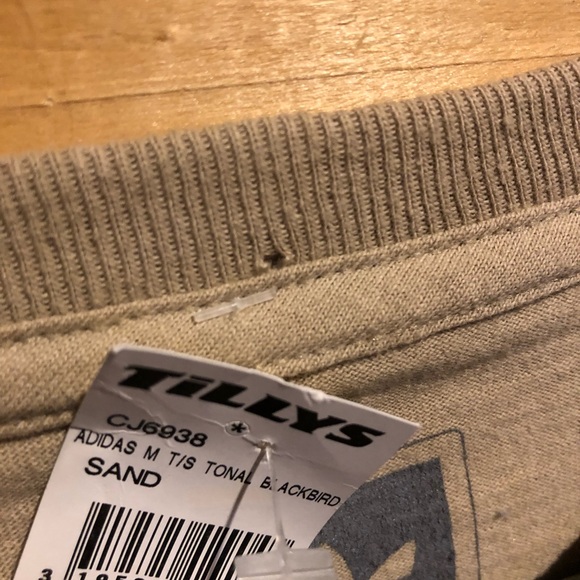 TiLLYS
CJ6938
ADIDAS M T/S TONAL BLACKBIRD
SAND